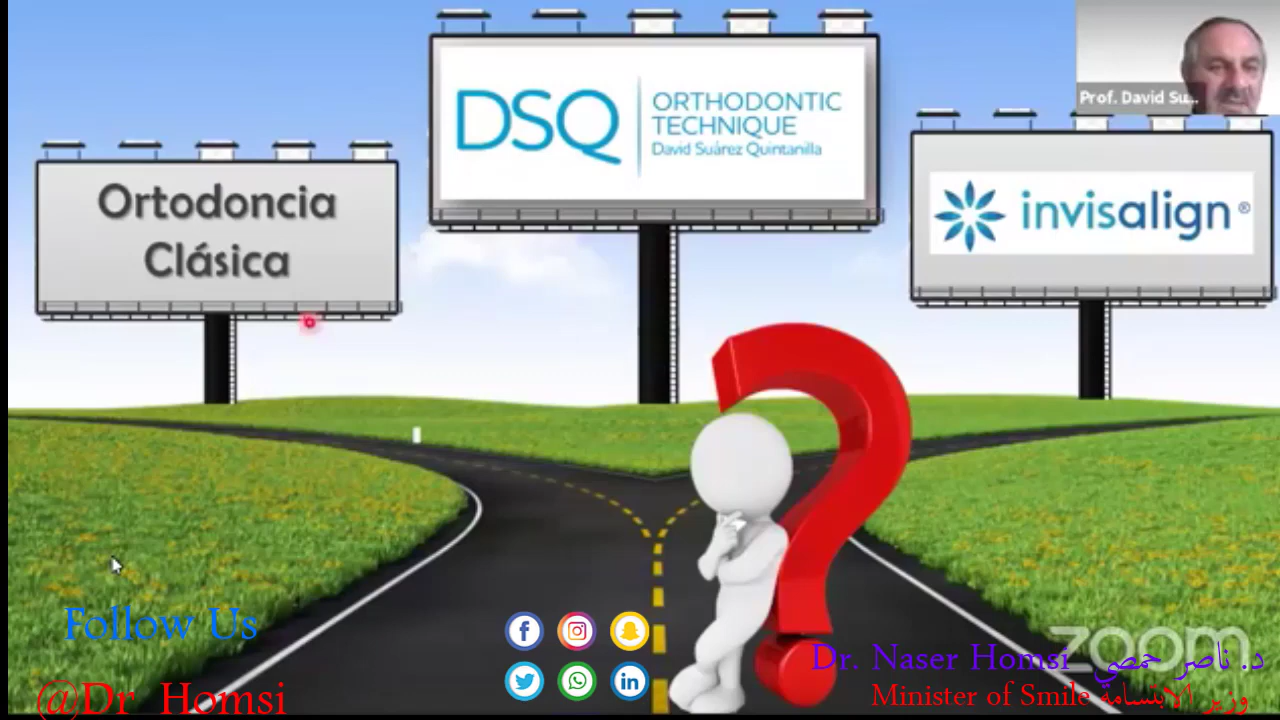 Prof. David Su...
DSQ
ORTHODONTIC
TECHNIQUE
David Suárez Quintanilla
Ortodoncia
Clásica
invisalign®
Follow Us
@Dr_Homsi
zoom
Dr. Naser Homsi د. ناصر حمصي
Minister of Smile وزير الابتسامة